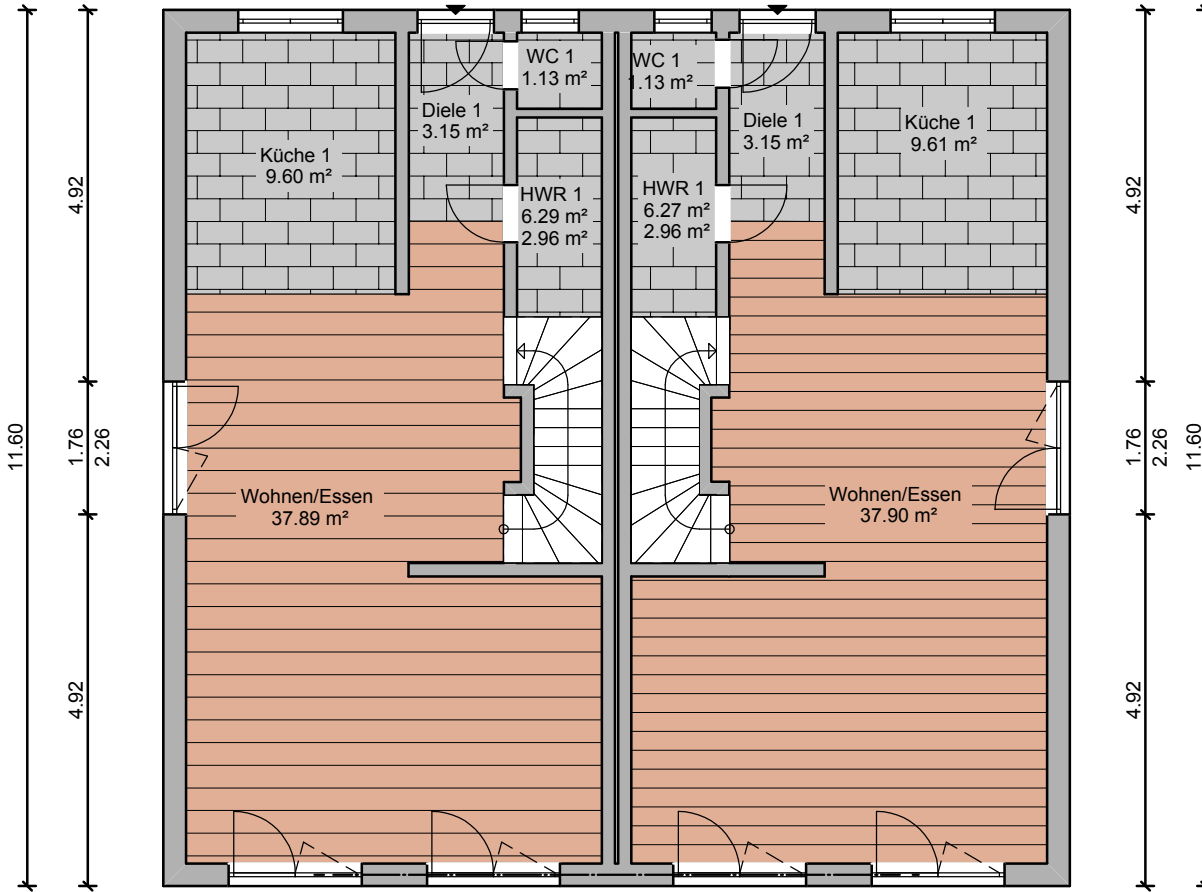 WC 1
1.13 m²
WC 1
1.13 m²
Diele 1
3.15 m²
Diele 1
3.15 m²
Küche 1
9.60 m²
Küche 1
9.61 m²
HWR 1
6.29 m²
2.96 m²
HWR 1
6.27 m²
2.96 m²
Wohnen/Essen
37.89 m²
Wohnen/Essen
37.90 m²
11.60
4.92
1.76
2.26
4.92
4.92
1.76
2.26
4.92
11.60